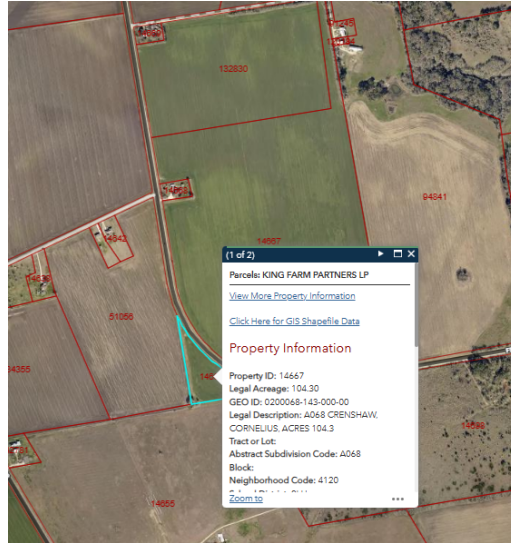 132830
94841
14667
(1 of 2)
Parcels: KING FARM PARTNERS LP
View More Property Information
51056
Click Here for GIS Shapefile Data
Property Information
Property ID: 14667
Legal Acreage: 104.30
GEO ID: 0200068-143-000-00
Legal Description: A068 CRENSHAW,
CORNELIUS, ACRES 104.3
Tract or Lot:
Abstract Subdivision Code: A068
Block:
Neighborhood Code: 4120
Zoom to
14655